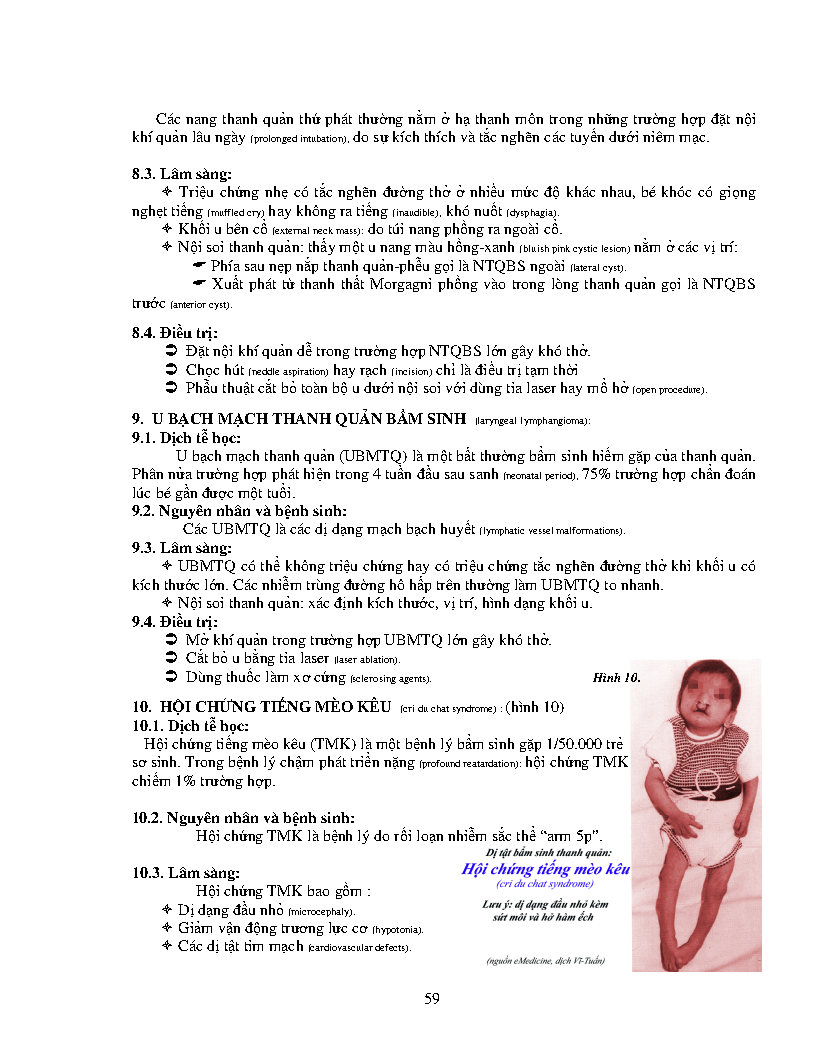 Các nang thanh quản thứ phát thường nằm ở hạ thanh môn trong những trường hợp đặt nội
khí quản lâu ngày (prolonged intubation), do sự kích thích và tắc nghẽn các tuyến dưới niêm mạc.
8.3. Lâm sàng:
✧ Triệu chứng nhẹ có tắc nghẽn đường thở ở nhiều mức độ khác nhau, bé khóc có giọng
nghẹt tiếng (muffled cry) hay không ra tiếng (inaudible), khó nuốt (dysphagia).
✧ Khối u bên cổ (external neck mass): do túi nang phồng ra ngoài cổ.
✧ Nội soi thanh quản: thấy một u nang màu hồng-xanh (bluish pink cystic lesion) nằm ở các vị trí:
☛ Phía sau nẹp nắp thanh quản-phễu gọi là NTQBS ngoài (lateral cyst).
☛ Xuất phát từ thanh thất Morgagni phồng vào trong lòng thanh quản gọi là NTQBS
trước (anterior cyst).
8.4. Điều trị:
➲ Đặt nội khí quản dễ trong trường hợp NTQBS lớn gây khó thở.
➲ Chọc hút (neddle aspiration) hay rạch (incision) chỉ là điều trị tạm thời
➲ Phẫu thuật cắt bỏ toàn bộ u dưới nội soi với dùng tia laser hay mổ hở (open procedure).
9. U BẠCH MẠCH THANH QUẢN BẨM SINH (laryngeal lymphangioma):
9.1. Dịch tễ học:
U bạch mạch thanh quản (UBMTQ) là một bất thường bẩm sinh hiếm gặp của thanh quản.
Phân nửa trường hợp phát hiện trong 4 tuần đầu sau sanh (neonatal period), 75% trường hợp chẩn đoán
lúc bé gần được một tuổi.
9.2. Nguyên nhân và bệnh sinh:
Các UBMTQ là các dị dạng mạch bạch huyết (lymphatic vessel malformations).
9.3. Lâm sàng:
✧ UBMTQ có thể không triệu chứng hay có triệu chứng tắc nghẽn đường thở khi khối u có
kích thước lớn. Các nhiễm trùng đường hô hấp trên thường làm UBMTQ to nhanh.
✧ Nội soi thanh quản: xác định kích thước, vị trí, hình dạng khối u.
9.4. Điều trị:
➲ Mở khí quản trong trường hợp UBMTQ lớn gây khó thở.
➲ Cắt bỏ u bằng tia laser (laser ablation).
➲ Dùng thuốc làm xơ cứng (sclerosing agents).
Hình 10.
10. HỘI CHỨNG TIẾNG MÈO KÊU (cri du chat syndrome) : (hình 10)
10.1. Dịch tễ học:
Hội chứng tiếng mèo kêu (TMK) là một bệnh lý bẩm sinh gặp 1/50.000 trẻ
sơ sinh. Trong bệnh lý chậm phát triển nặng (profound reatardation): hội chứng TMK
chiếm 1% trường hợp.
10.2. Nguyên nhân và bệnh sinh:
Hội chứng TMK là bệnh lý do rối loạn nhiễm sắc thể “arm 5p”.
10.3. Lâm sàng:
Hội chứng TMK bao gồm :
✧ Dị dạng đầu nhỏ (microcephaly).
✧ Giảm vận động trương lực cơ (hypotonia).
✧ Các dị tật tim mạch (cardiovascular defects).
Dị tật bẩm sinh thanh quản:
Hội chứng tiếng mèo kêu
(cri du chat syndrome)
Lưu ý: dị dạng đầu nhỏ kèm
sứt môi và hở hàm ếch
(nguồn eMedicine, dịch Vĩ-Tuấn)
59